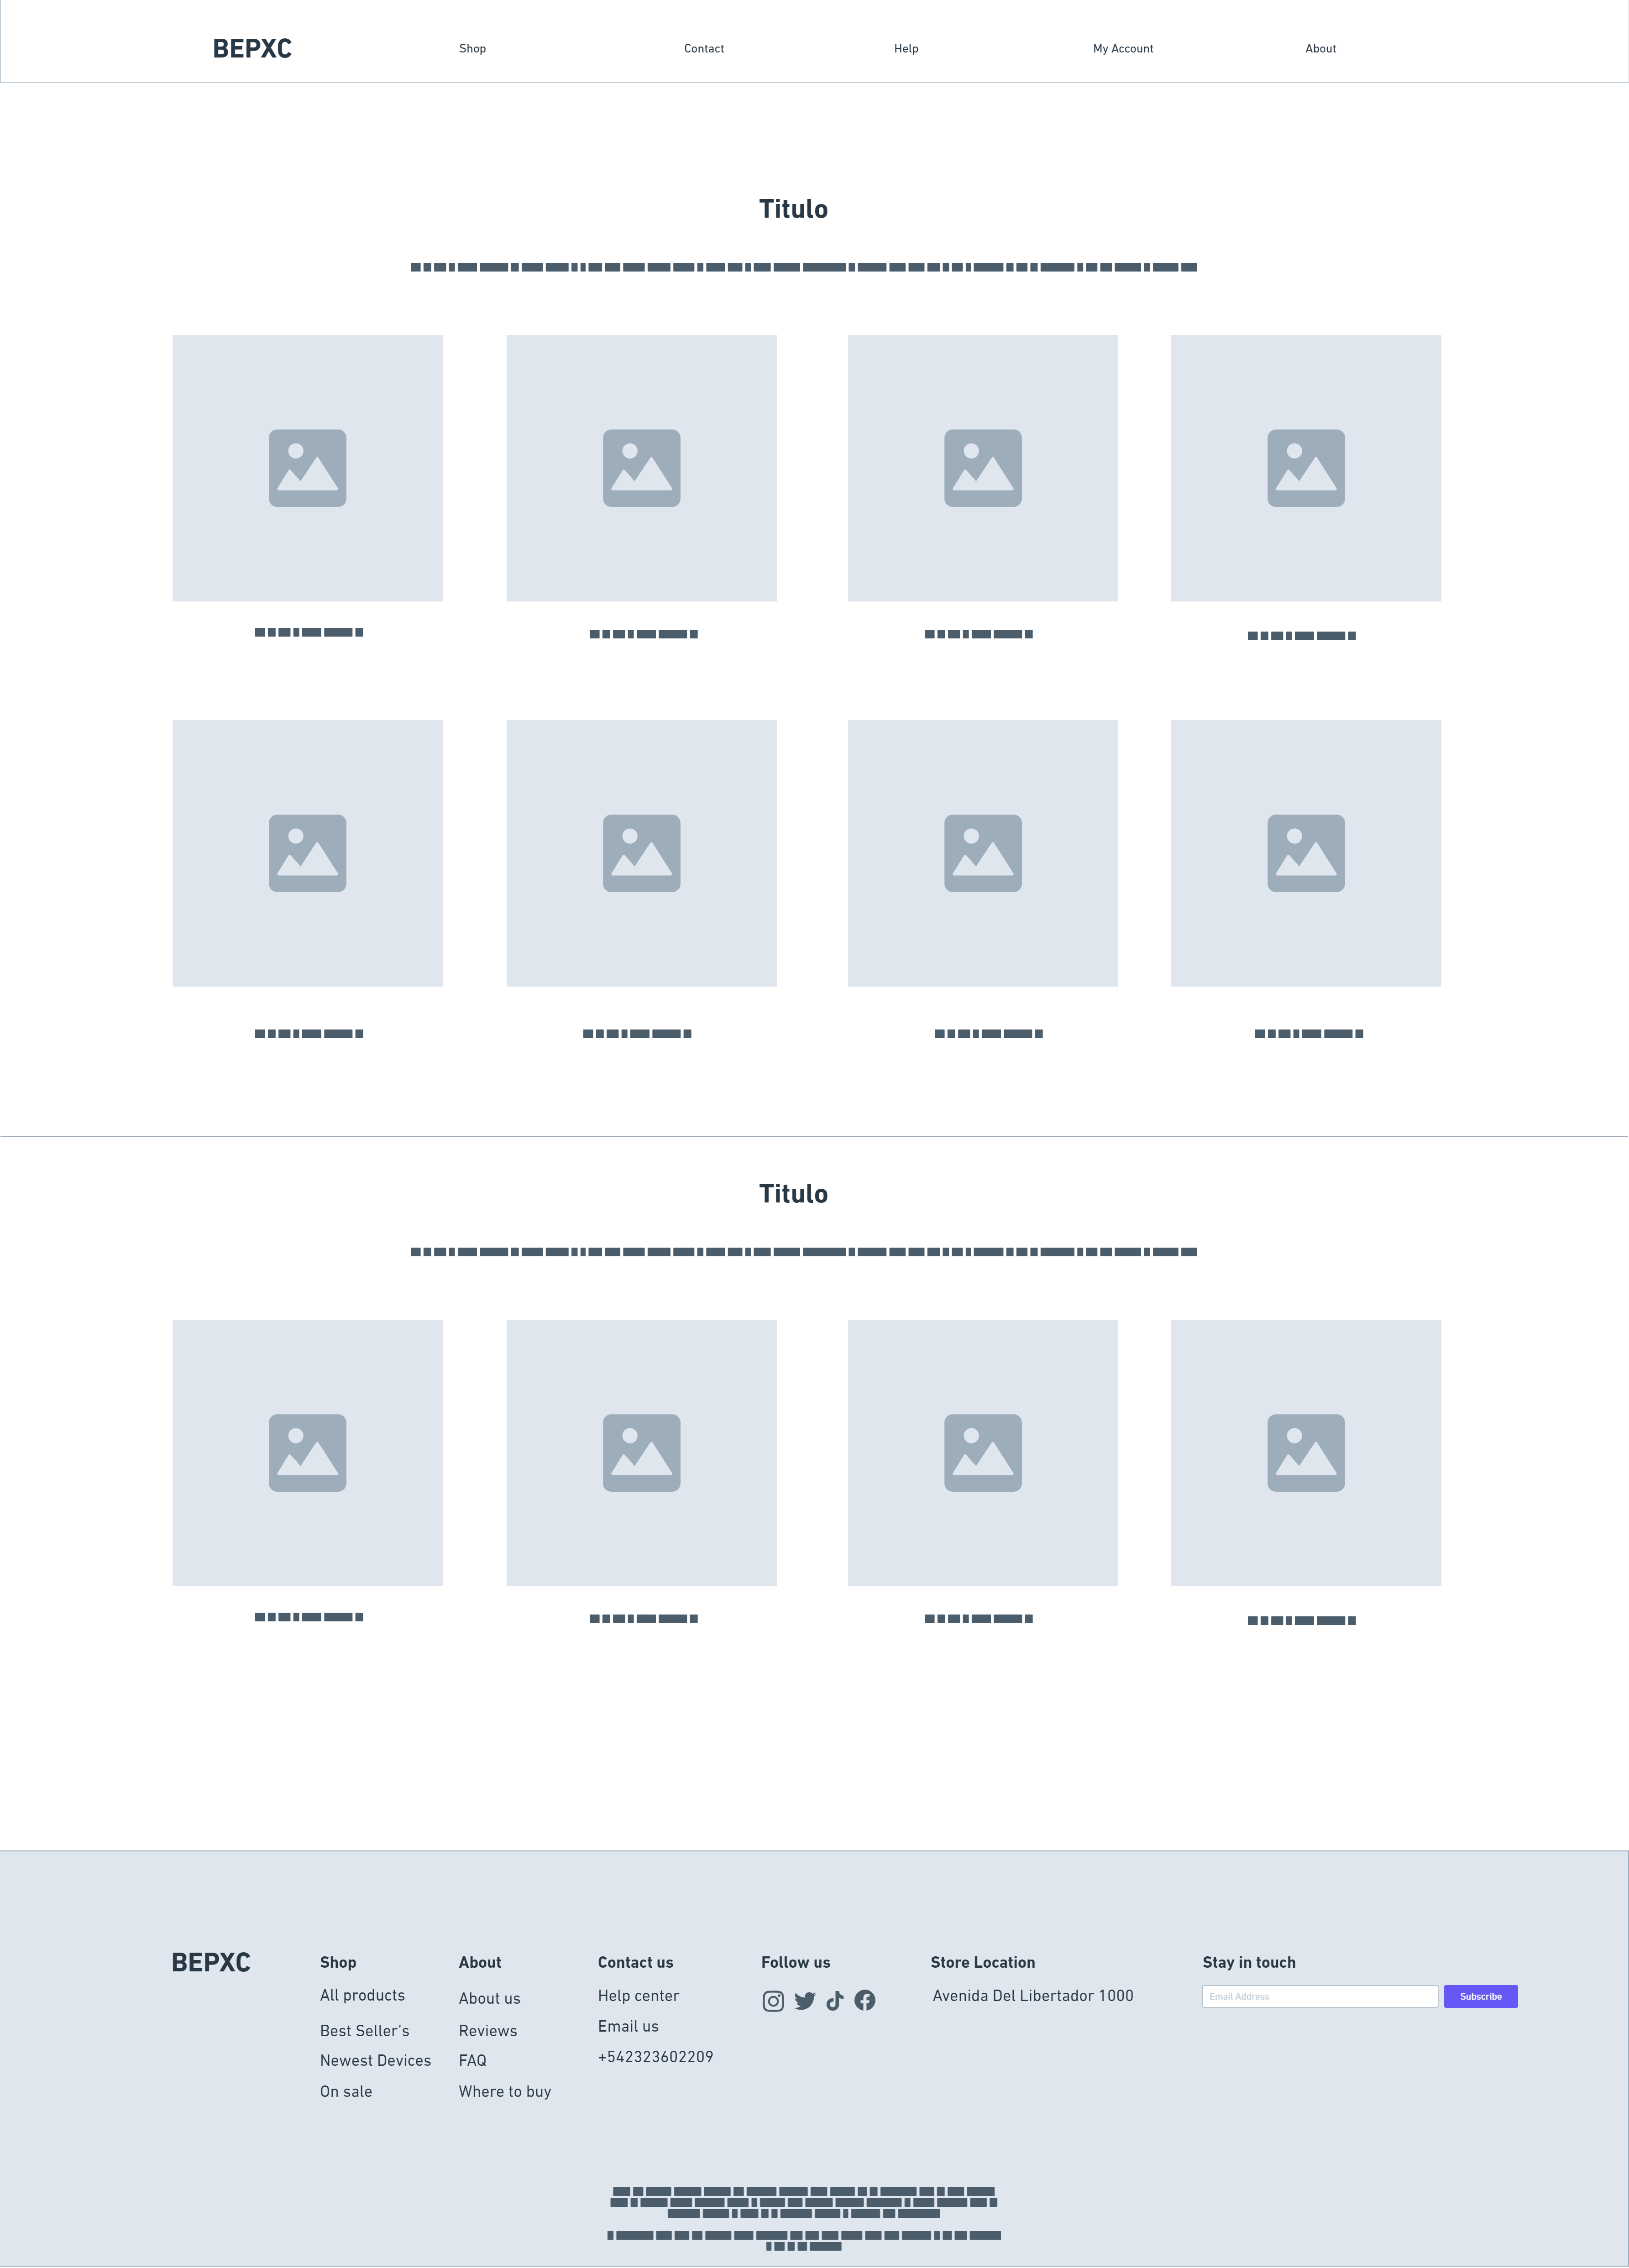 BEPXC Shop Contact Help My Account About
Titulo
Titulo
BEPXC
Shop
All products
Best Seller's
Newest Devices
On sale
About
About us
Reviews
FAQ
Where to buy
Contact us
Help center
Email us
+542323602209
Follow us
Store Location
Avenida Del Libertador 1000
Stay in touch
Email Address
Subscribe